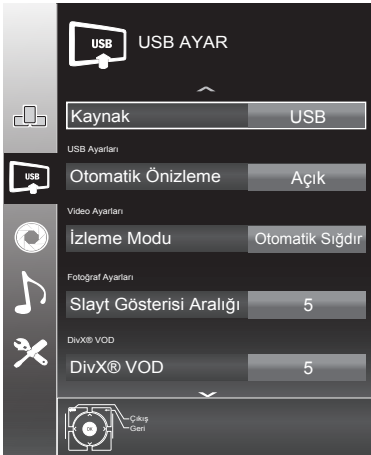 USB USB AYAR
Kaynak USB
USB Ayarları
USB
Otomatik Önizleme Açık
Video Ayarları
İzleme Modu Otomatik Sığdır
Fotoğraf Ayarları
Slayt Gösterisi Aralığı 5
DivX® VOD
DivX® VOD 5
Çıkış
OK
Geri